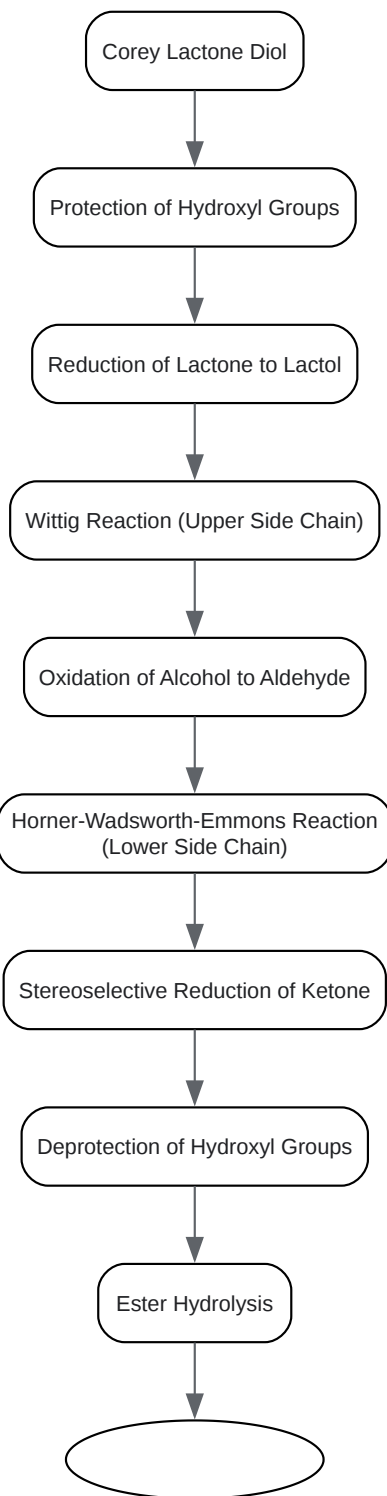 Corey Lactone Diol
Protection of Hydroxyl Groups
Reduction of Lactone to Lactol
Wittig Reaction (Upper Side Chain)
Oxidation of Alcohol to Aldehyde
Horner-Wadsworth-Emmons Reaction
(Lower Side Chain)
Stereoselective Reduction of Ketone
Deprotection of Hydroxyl Groups
Ester Hydrolysis